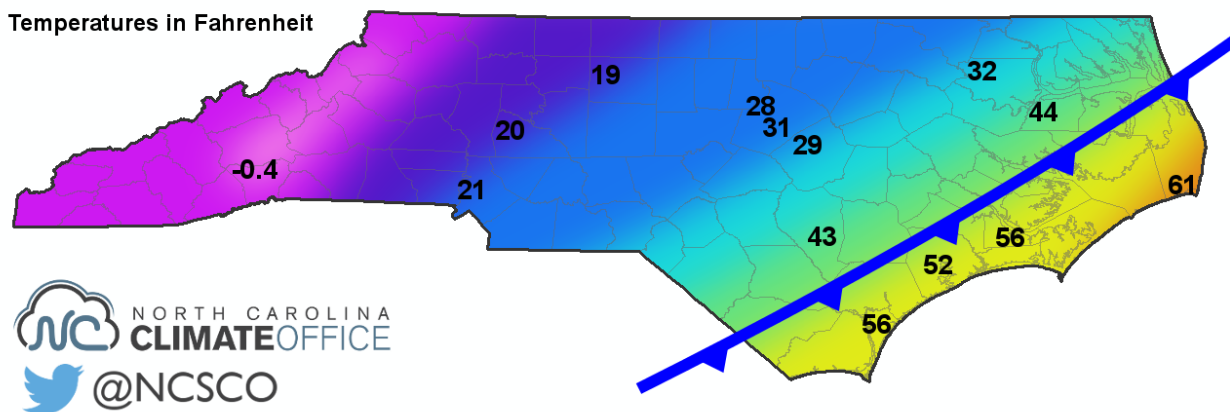 Temperatures in Fahrenheit
19
32
28
44
31
20
29
-0.4
61
21
43
56
52
56
NC
NORTH CAROLINA
CLIMATEOFFICE
@NCSCO